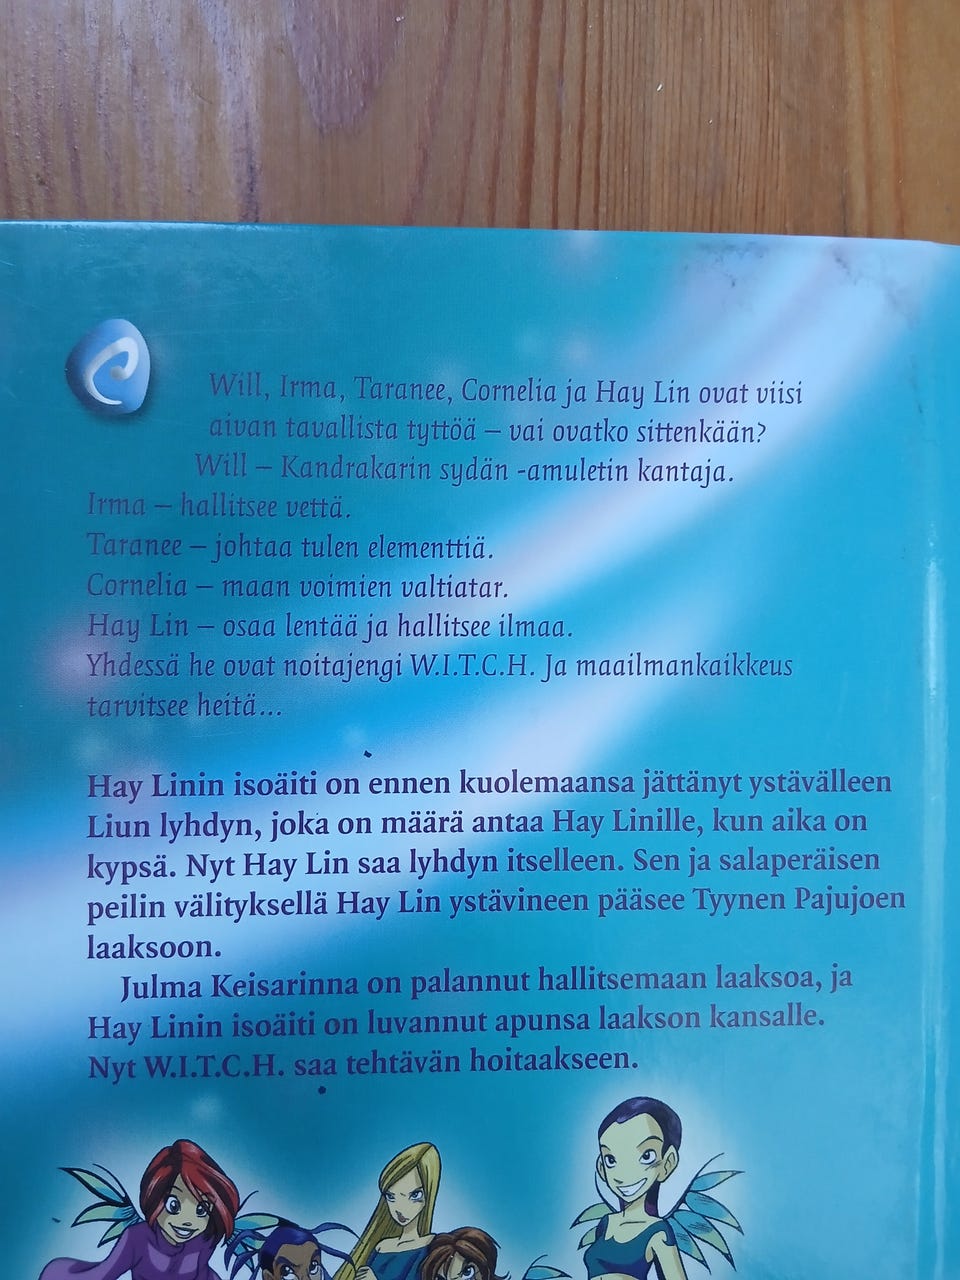 Will, Irma, Taranee, Cornelia ja Hay Lin ovat viisi
aivan tavallista tyttöä – vai ovatko sittenkään?
Will – Kandrakarin sydän -amuletin kantaja.
Irma – hallitsee vettä.
Taranee – johtaa tulen elementtiä.
Cornelia – maan voimien valtiatar.
Hay Lin – osaa lentää ja hallitsee ilmaa.
Yhdessä he ovat noitajengi W.I.T.C.H. Ja maailmankaikkeus
tarvitsee heitä...
Hay Linin isoäiti on ennen kuolemaansa jättänyt ystävälleen
Liun lyhdyn, joka on määrä antaa Hay Linille, kun aika on
kypsä. Nyt Hay Lin saa lyhdyn itselleen. Sen ja salaperäisen
peilin välityksellä Hay Lin ystävineen pääsee Tyynen Pajujoen
laaksoon.
Julma Keisarinna on palannut hallitsemaan laaksoa, ja
Hay Linin isoäiti on luvannut apunsa laakson kansalle.
Nyt W.I.T.C.H. saa tehtävän hoitaakseen.